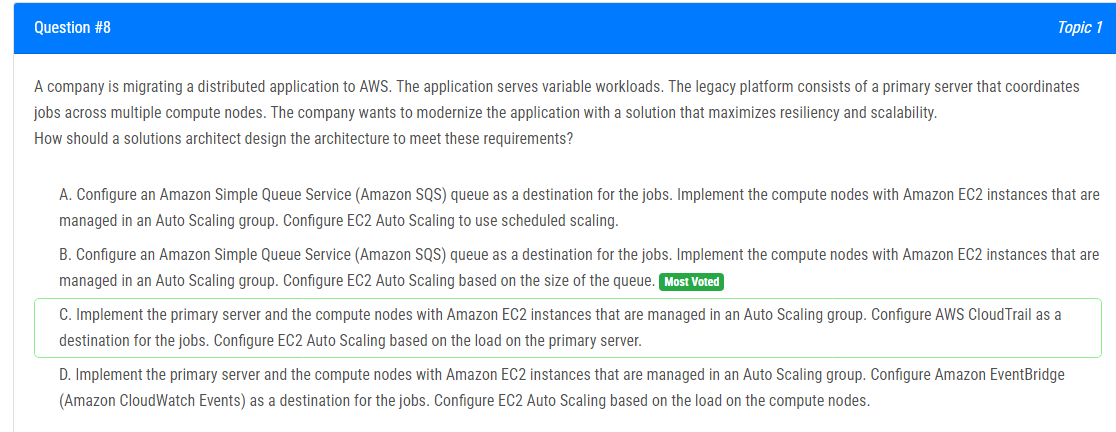 Question #8 Topic 1
A company is migrating a distributed application to AWS. The application serves variable workloads. The legacy platform consists of a primary server that coordinates
jobs across multiple compute nodes. The company wants to modernize the application with a solution that maximizes resiliency and scalability.
How should a solutions architect design the architecture to meet these requirements?
A. Configure an Amazon Simple Queue Service (Amazon SQS) queue as a destination for the jobs. Implement the compute nodes with Amazon EC2 instances that are
managed in an Auto Scaling group. Configure EC2 Auto Scaling to use scheduled scaling.
B. Configure an Amazon Simple Queue Service (Amazon SQS) queue as a destination for the jobs. Implement the compute nodes with Amazon EC2 instances that are
managed in an Auto Scaling group. Configure EC2 Auto Scaling based on the size of the queue. Most Voted
C. Implement the primary server and the compute nodes with Amazon EC2 instances that are managed in an Auto Scaling group. Configure AWS CloudTrail as a
destination for the jobs. Configure EC2 Auto Scaling based on the load on the primary server.
D. Implement the primary server and the compute nodes with Amazon EC2 instances that are managed in an Auto Scaling group. Configure Amazon EventBridge
(Amazon CloudWatch Events) as a destination for the jobs. Configure EC2 Auto Scaling based on the load on the compute nodes.